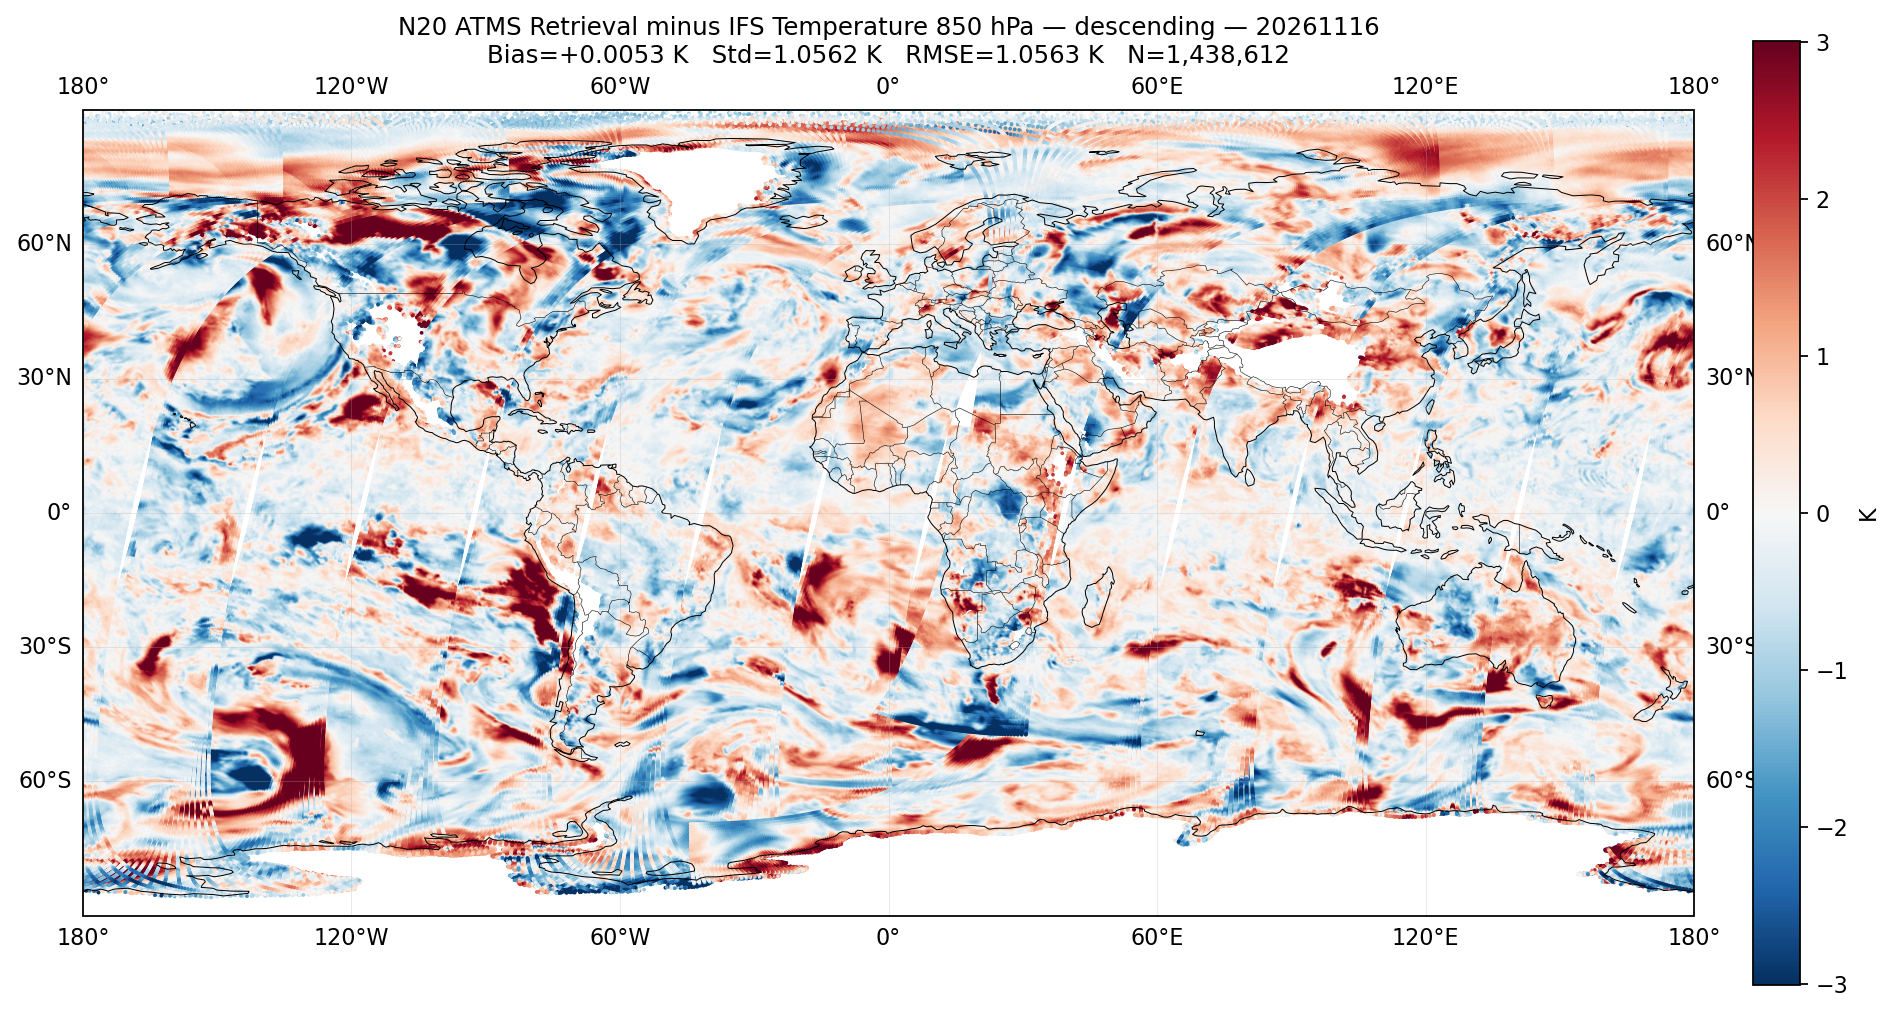 N20 ATMS Retrieval minus IFS Temperature 850 hPa — descending — 20261116
Bias=+0.0053 K   Std=1.0562 K   RMSE=1.0563 K   N=1,438,612
180° 120°W 60°W 0° 60°E 120°E 180°
60°N 60°N
30°N 30°N
0° 0°
30°S 30°S
60°S 60°S
180° 120°W 60°W 0° 60°E 120°E 180°
3
2
1
0
−1
−2
−3
K